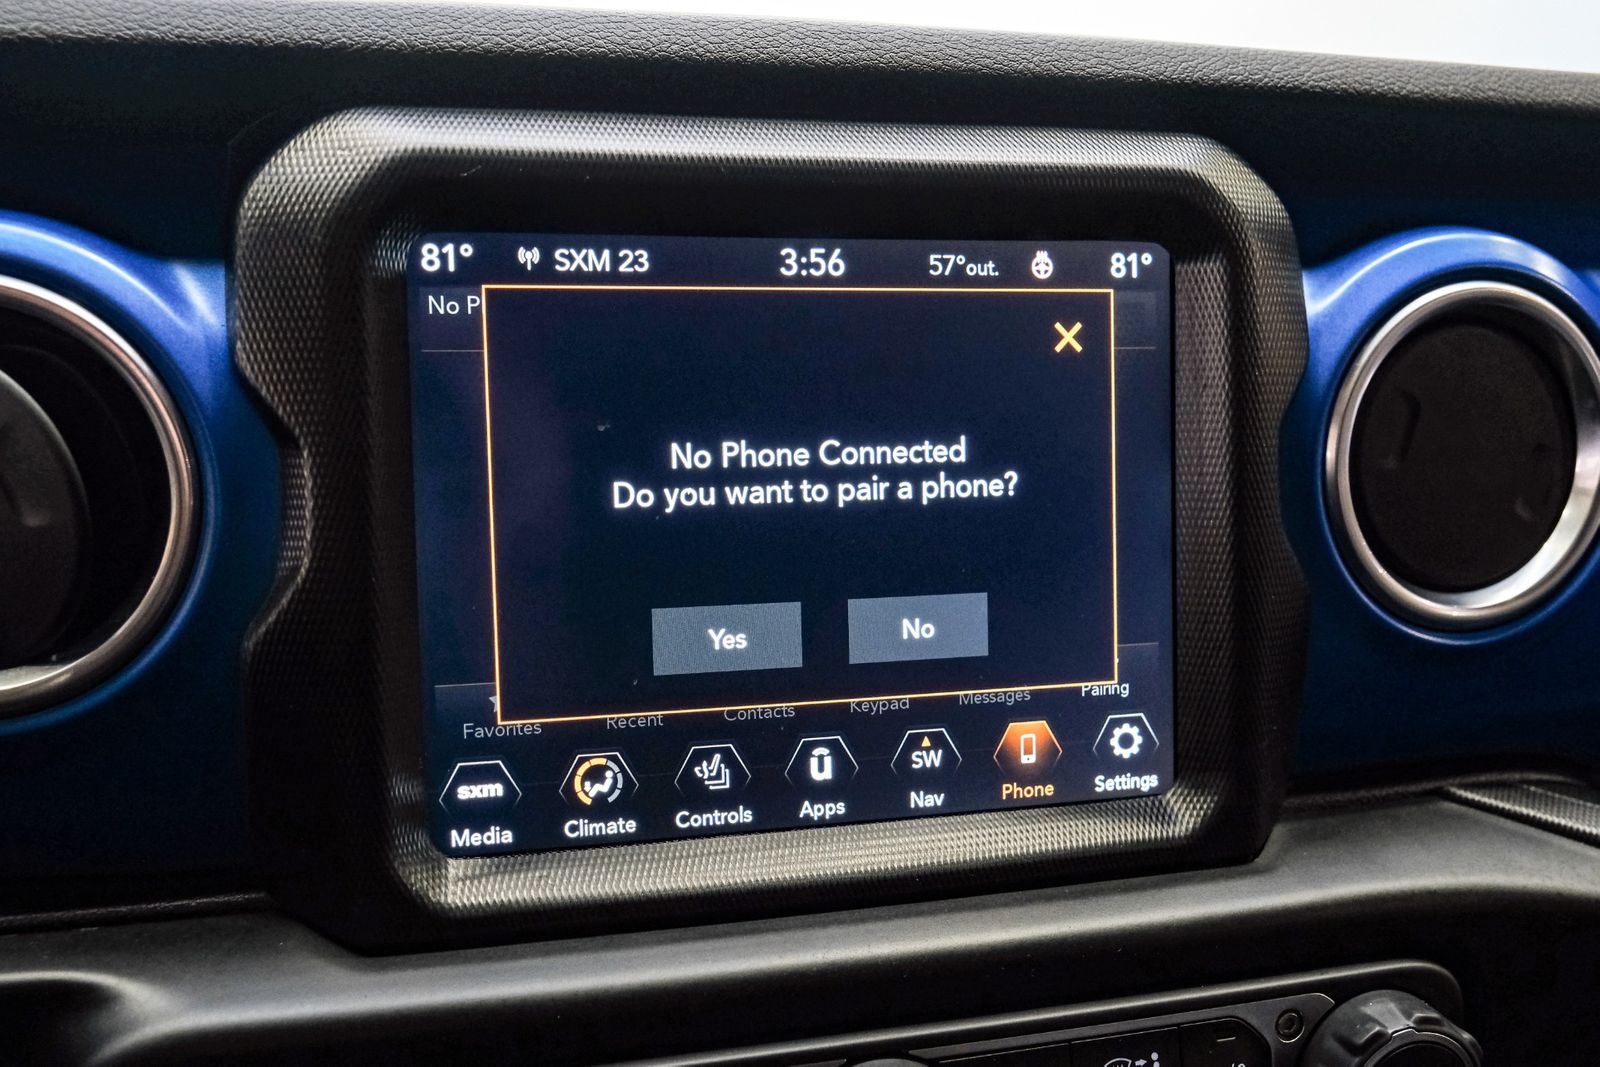 81° SXM 23 3:56 57°out. 81°
No P
No Phone Connected
Do you want to pair a phone?
Yes No
Favorites Recent Contacts Keypad Messages Pairing
sxm u SW
Media Climate Controls Apps Nav Phone Settings